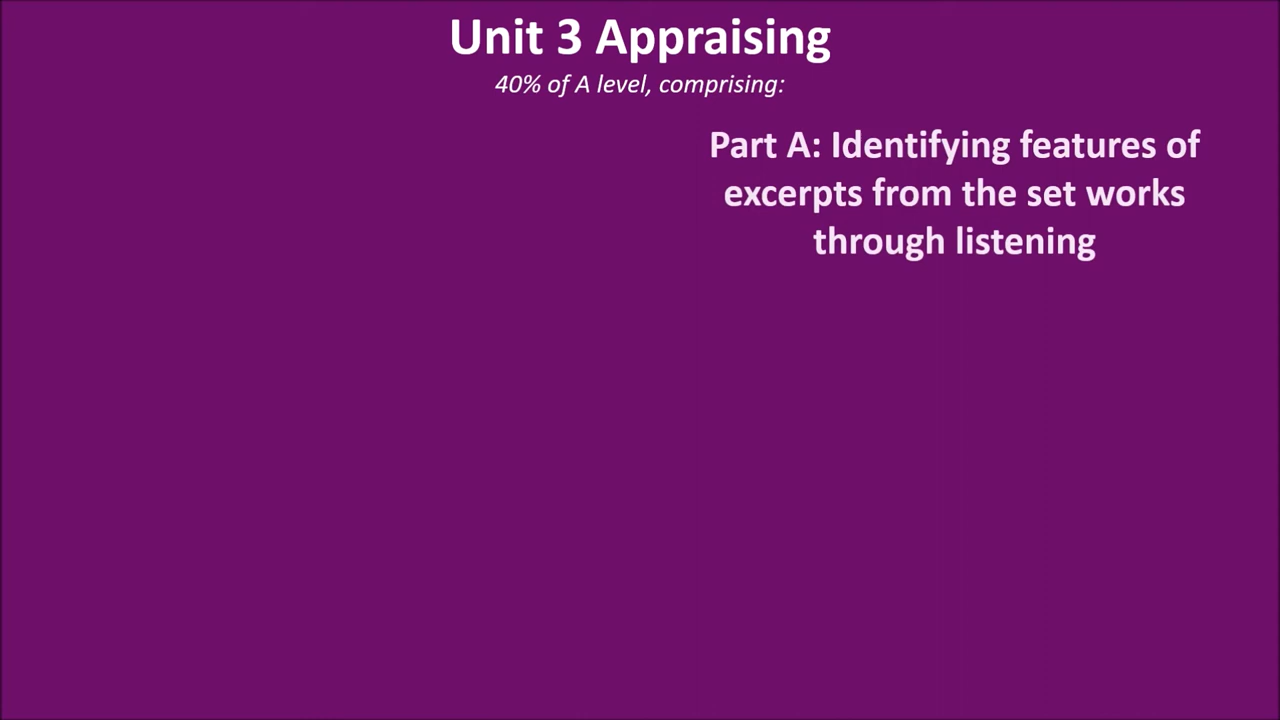 Unit 3 Appraising
40% of A level, comprising:
Part A: Identifying features of
excerpts from the set works
through listening